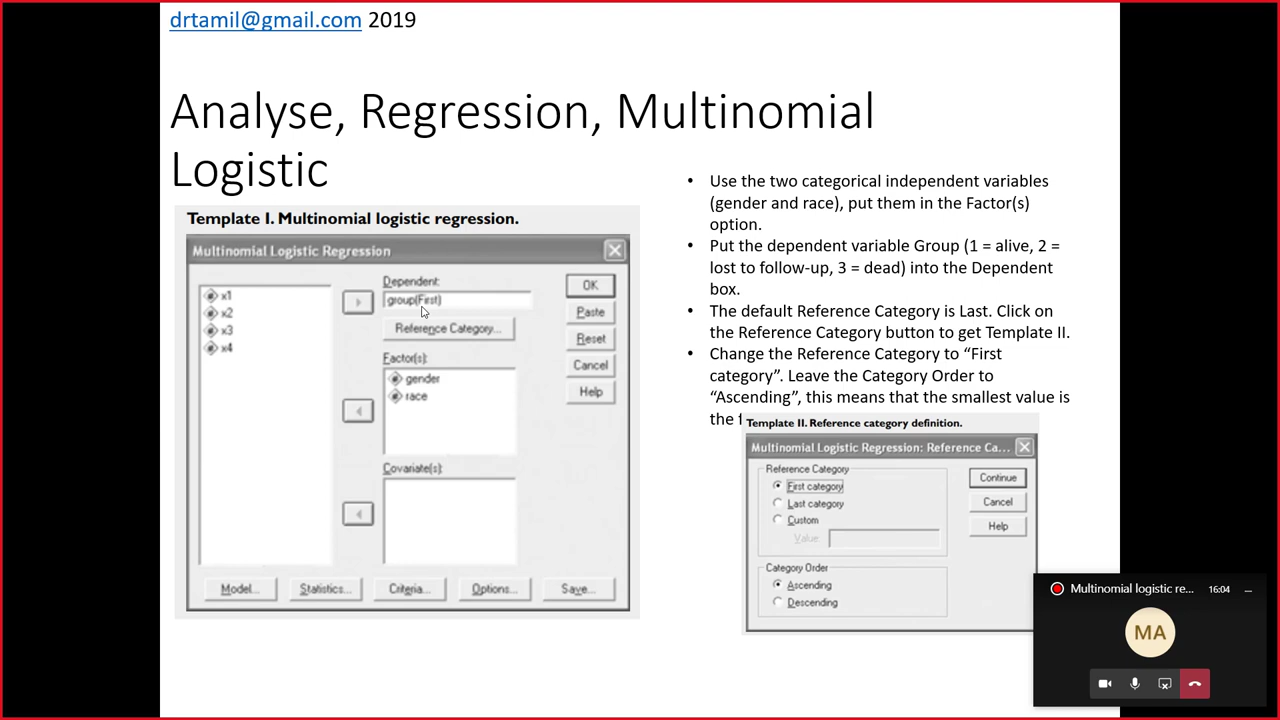 drtamil@gmail.com 2019
Analyse, Regression, Multinomial
Logistic
Template I. Multinomial logistic regression.
Multinomial Logistic Regression
x1
x2
x3
x4
Dependent:
group(First)
Reference Category...
Factor(s):
gender
race
Covariate(s):
OK
Paste
Reset
Cancel
Help
Model...
Statistics...
Criteria...
Options...
Save...
• Use the two categorical independent variables
(gender and race), put them in the Factor(s)
option.
• Put the dependent variable Group (1 = alive, 2 =
lost to follow-up, 3 = dead) into the Dependent
box.
• The default Reference Category is Last. Click on
the Reference Category button to get Template II.
• Change the Reference Category to “First
category”. Leave the Category Order to
“Ascending”, this means that the smallest value is
the
Template II. Reference category definition.
Multinomial Logistic Regression: Reference Ca...
Reference Category
First category
Last category
Custom
Value:
Category Order
Ascending
Descending
Continue
Cancel
Help
Multinomial logistic re...
16:04
MA